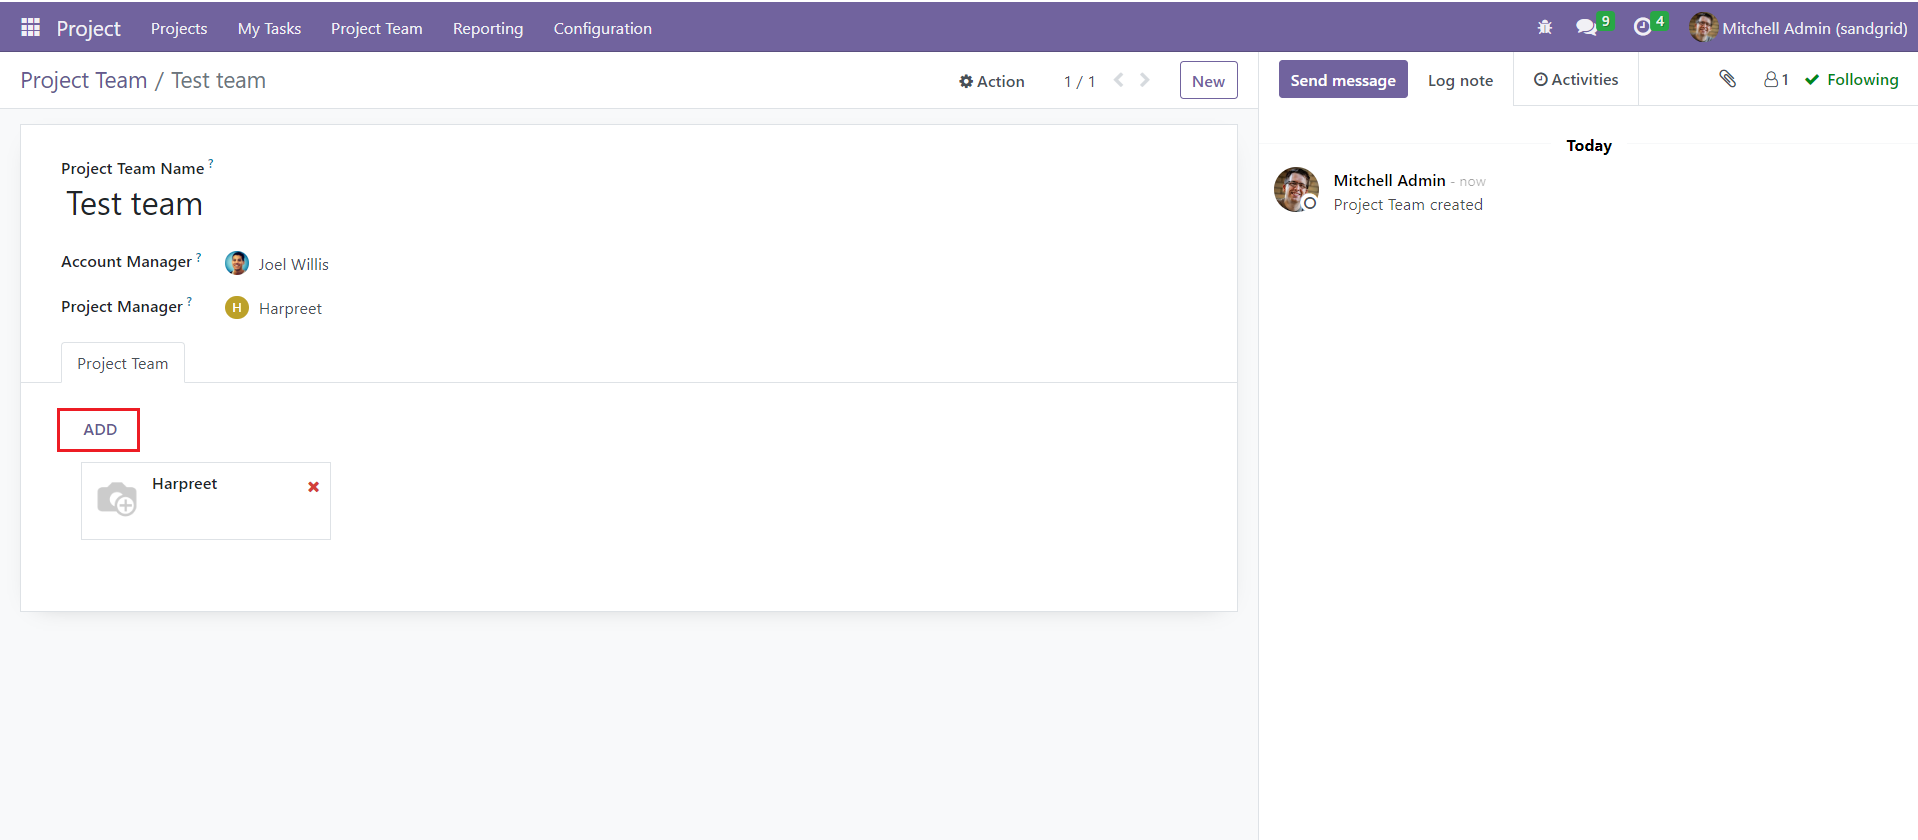 Project Projects My Tasks Project Team Reporting Configuration 9 4 Mitchell Admin (sandgrid)
Project Team / Test team Action 1 / 1 New
Send message Log note Activities 1 Following
Project Team Name ?
Test team
Account Manager ? Joel Willis
Project Manager ? H Harpreet
Project Team
ADD
Harpreet
Today
Mitchell Admin - now
Project Team created